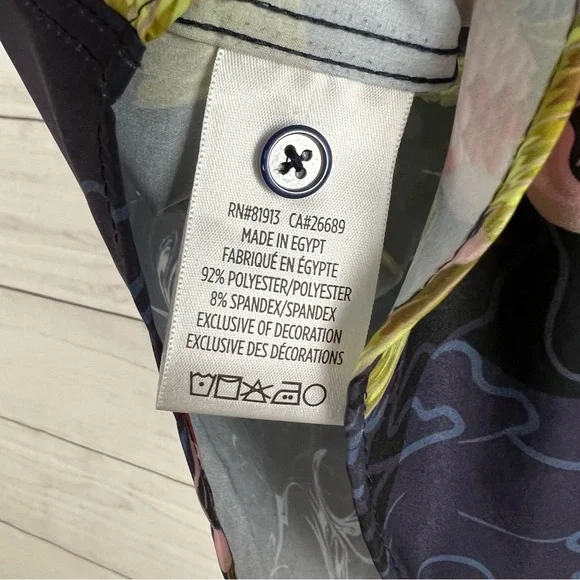 RN#81913 CA#26689
MADE IN EGYPT
FABRIQUÉ EN ÉGYPTE
92% POLYESTER/POLYESTER
8% SPANDEX/SPANDEX
EXCLUSIVE OF DECORATION
EXCLUSIVE DES DÉCORATIONS